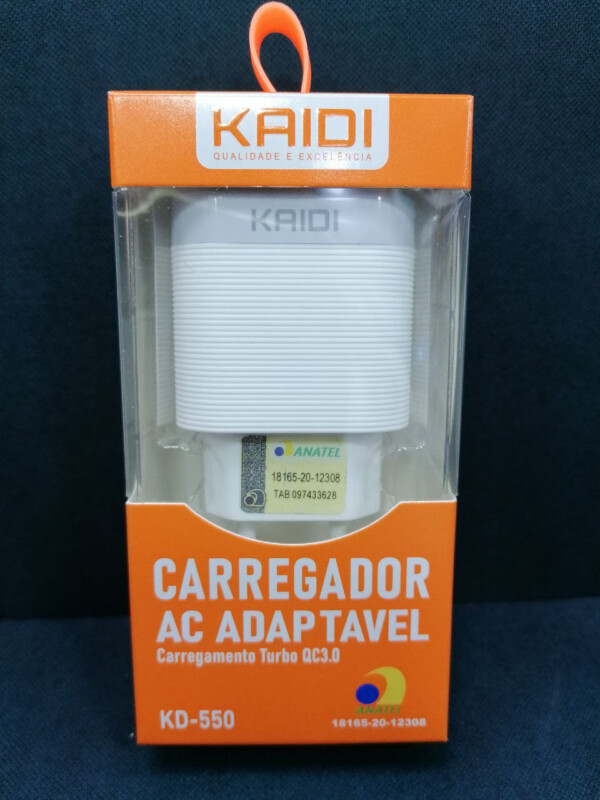 KAIDI
QUALIDADE E EXCELÊNCIA
KAIDI
ANATEL
18165-20-12308
TAB 097433628
CARREGADOR
AC ADAPTAVEL
Carregamento Turbo QC3.0
KD-550
ANATEL
18165-20-12308